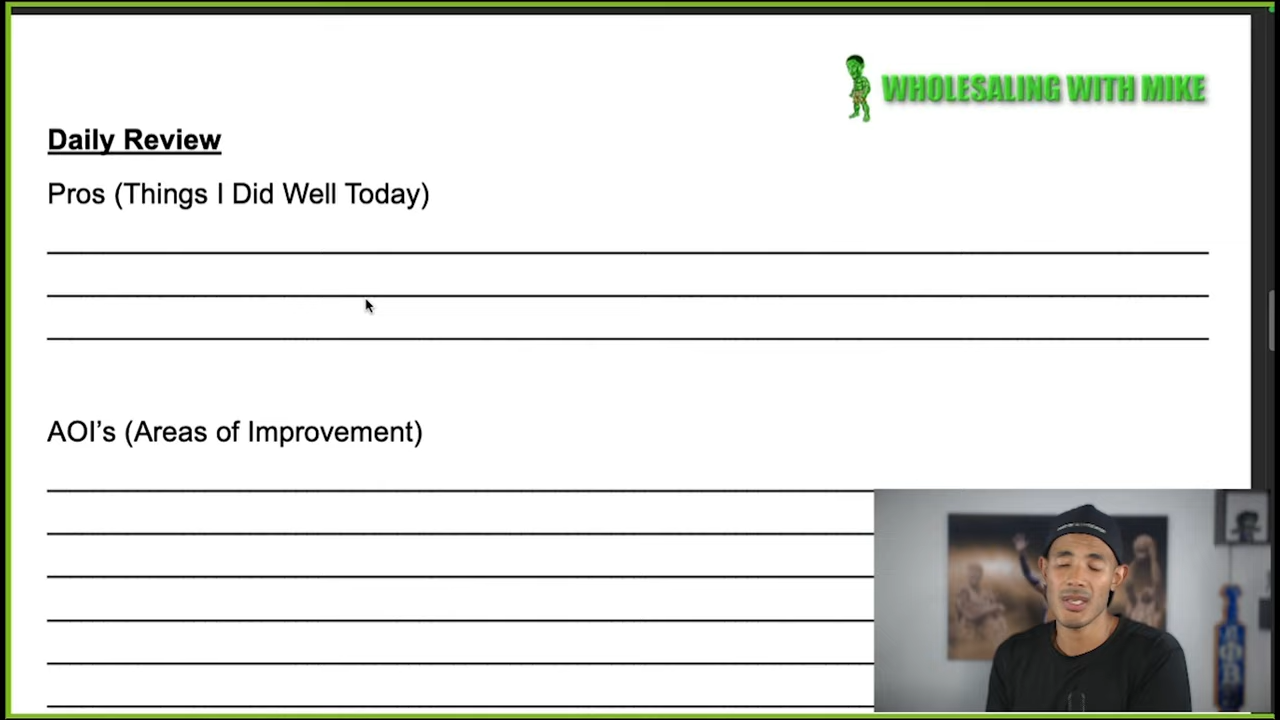 WHOLESALING WITH MIKE
Daily Review
Pros (Things I Did Well Today)
AOI's (Areas of Improvement)